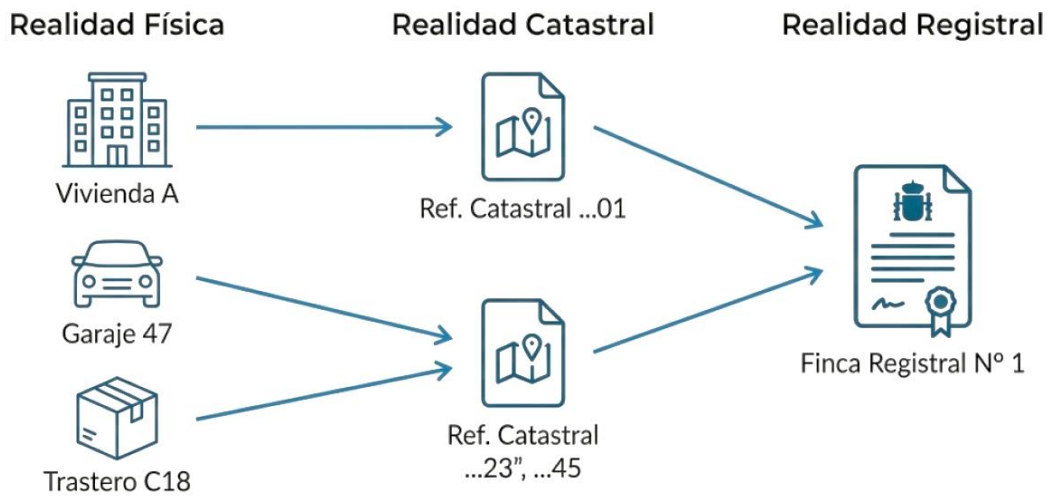 Realidad Física
Realidad Catastral
Realidad Registral
Vivienda A
Ref. Catastral ...01
Garaje 47
Finca Registral Nº 1
Ref. Catastral
...23”, ...45
Trastero C18